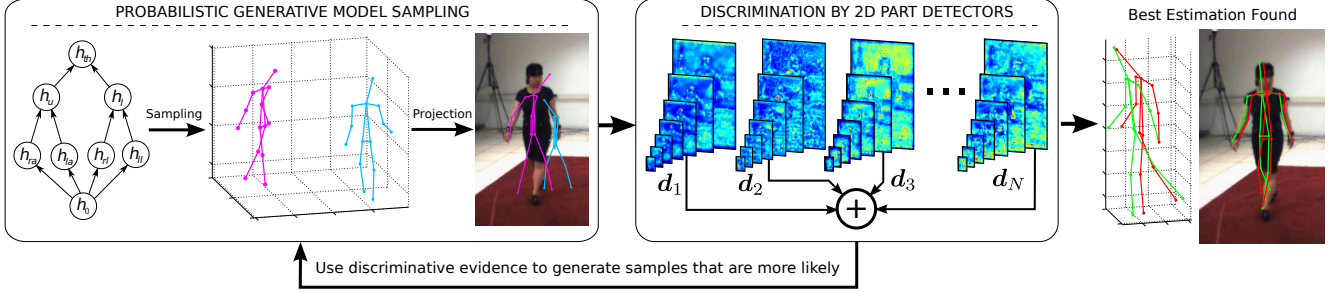 PROBABILISTIC GENERATIVE MODEL SAMPLING
h_th
h_u
h_l
h_ra
h_la
h_rl
h_ll
h_0
Sampling
Projection
DISCRIMINATION BY 2D PART DETECTORS
d_1
d_2
d_3
d_N
+
Best Estimation Found
Use discriminative evidence to generate samples that are more likely